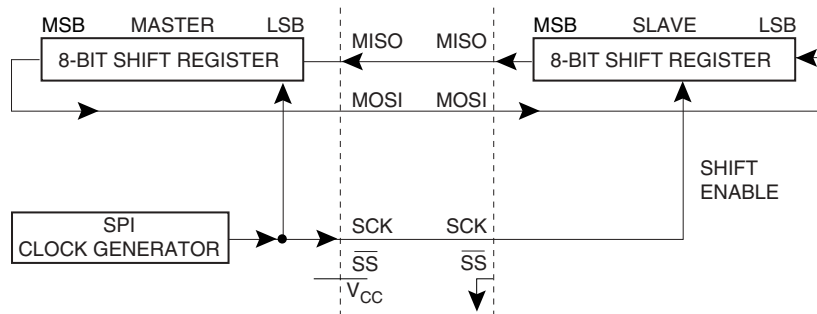 MSB MASTER LSB
MISO MISO
MSB SLAVE LSB
8-BIT SHIFT REGISTER
8-BIT SHIFT REGISTER
MOSI MOSI
SHIFT
ENABLE
SPI
CLOCK GENERATOR
SCK SCK
SS SS
VCC